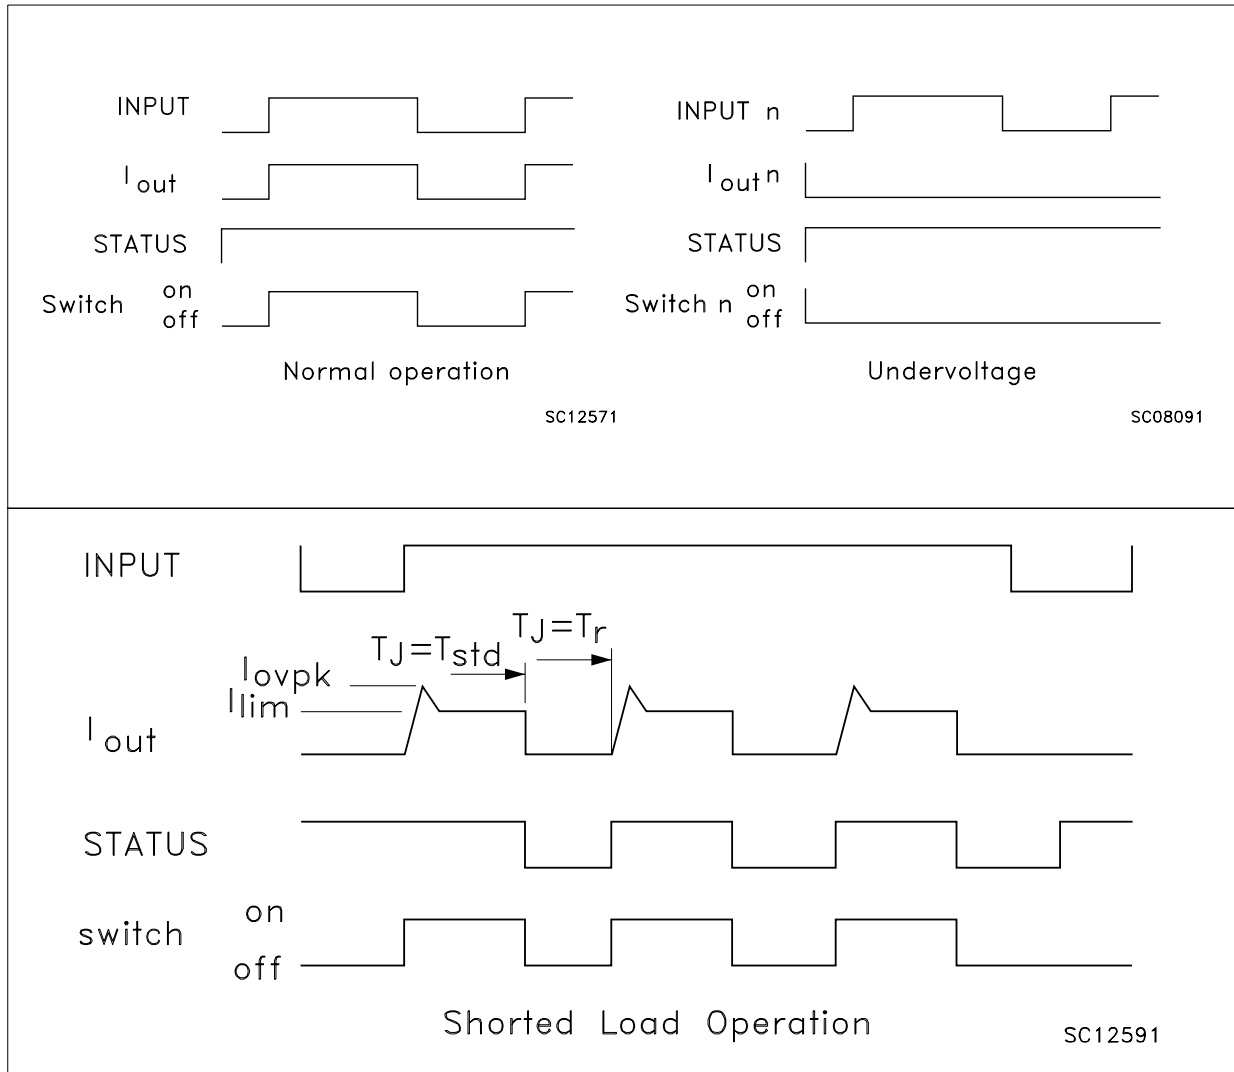 INPUT
I out
STATUS
Switch on
off
Normal operation
SC12571
INPUT n
I out n
STATUS
Switch n on
off
Undervoltage
SC08091
INPUT
TJ=Tr
TJ=Tstd
Iovpk
Ilim
I out
STATUS
on
switch
off
Shorted Load Operation
SC12591